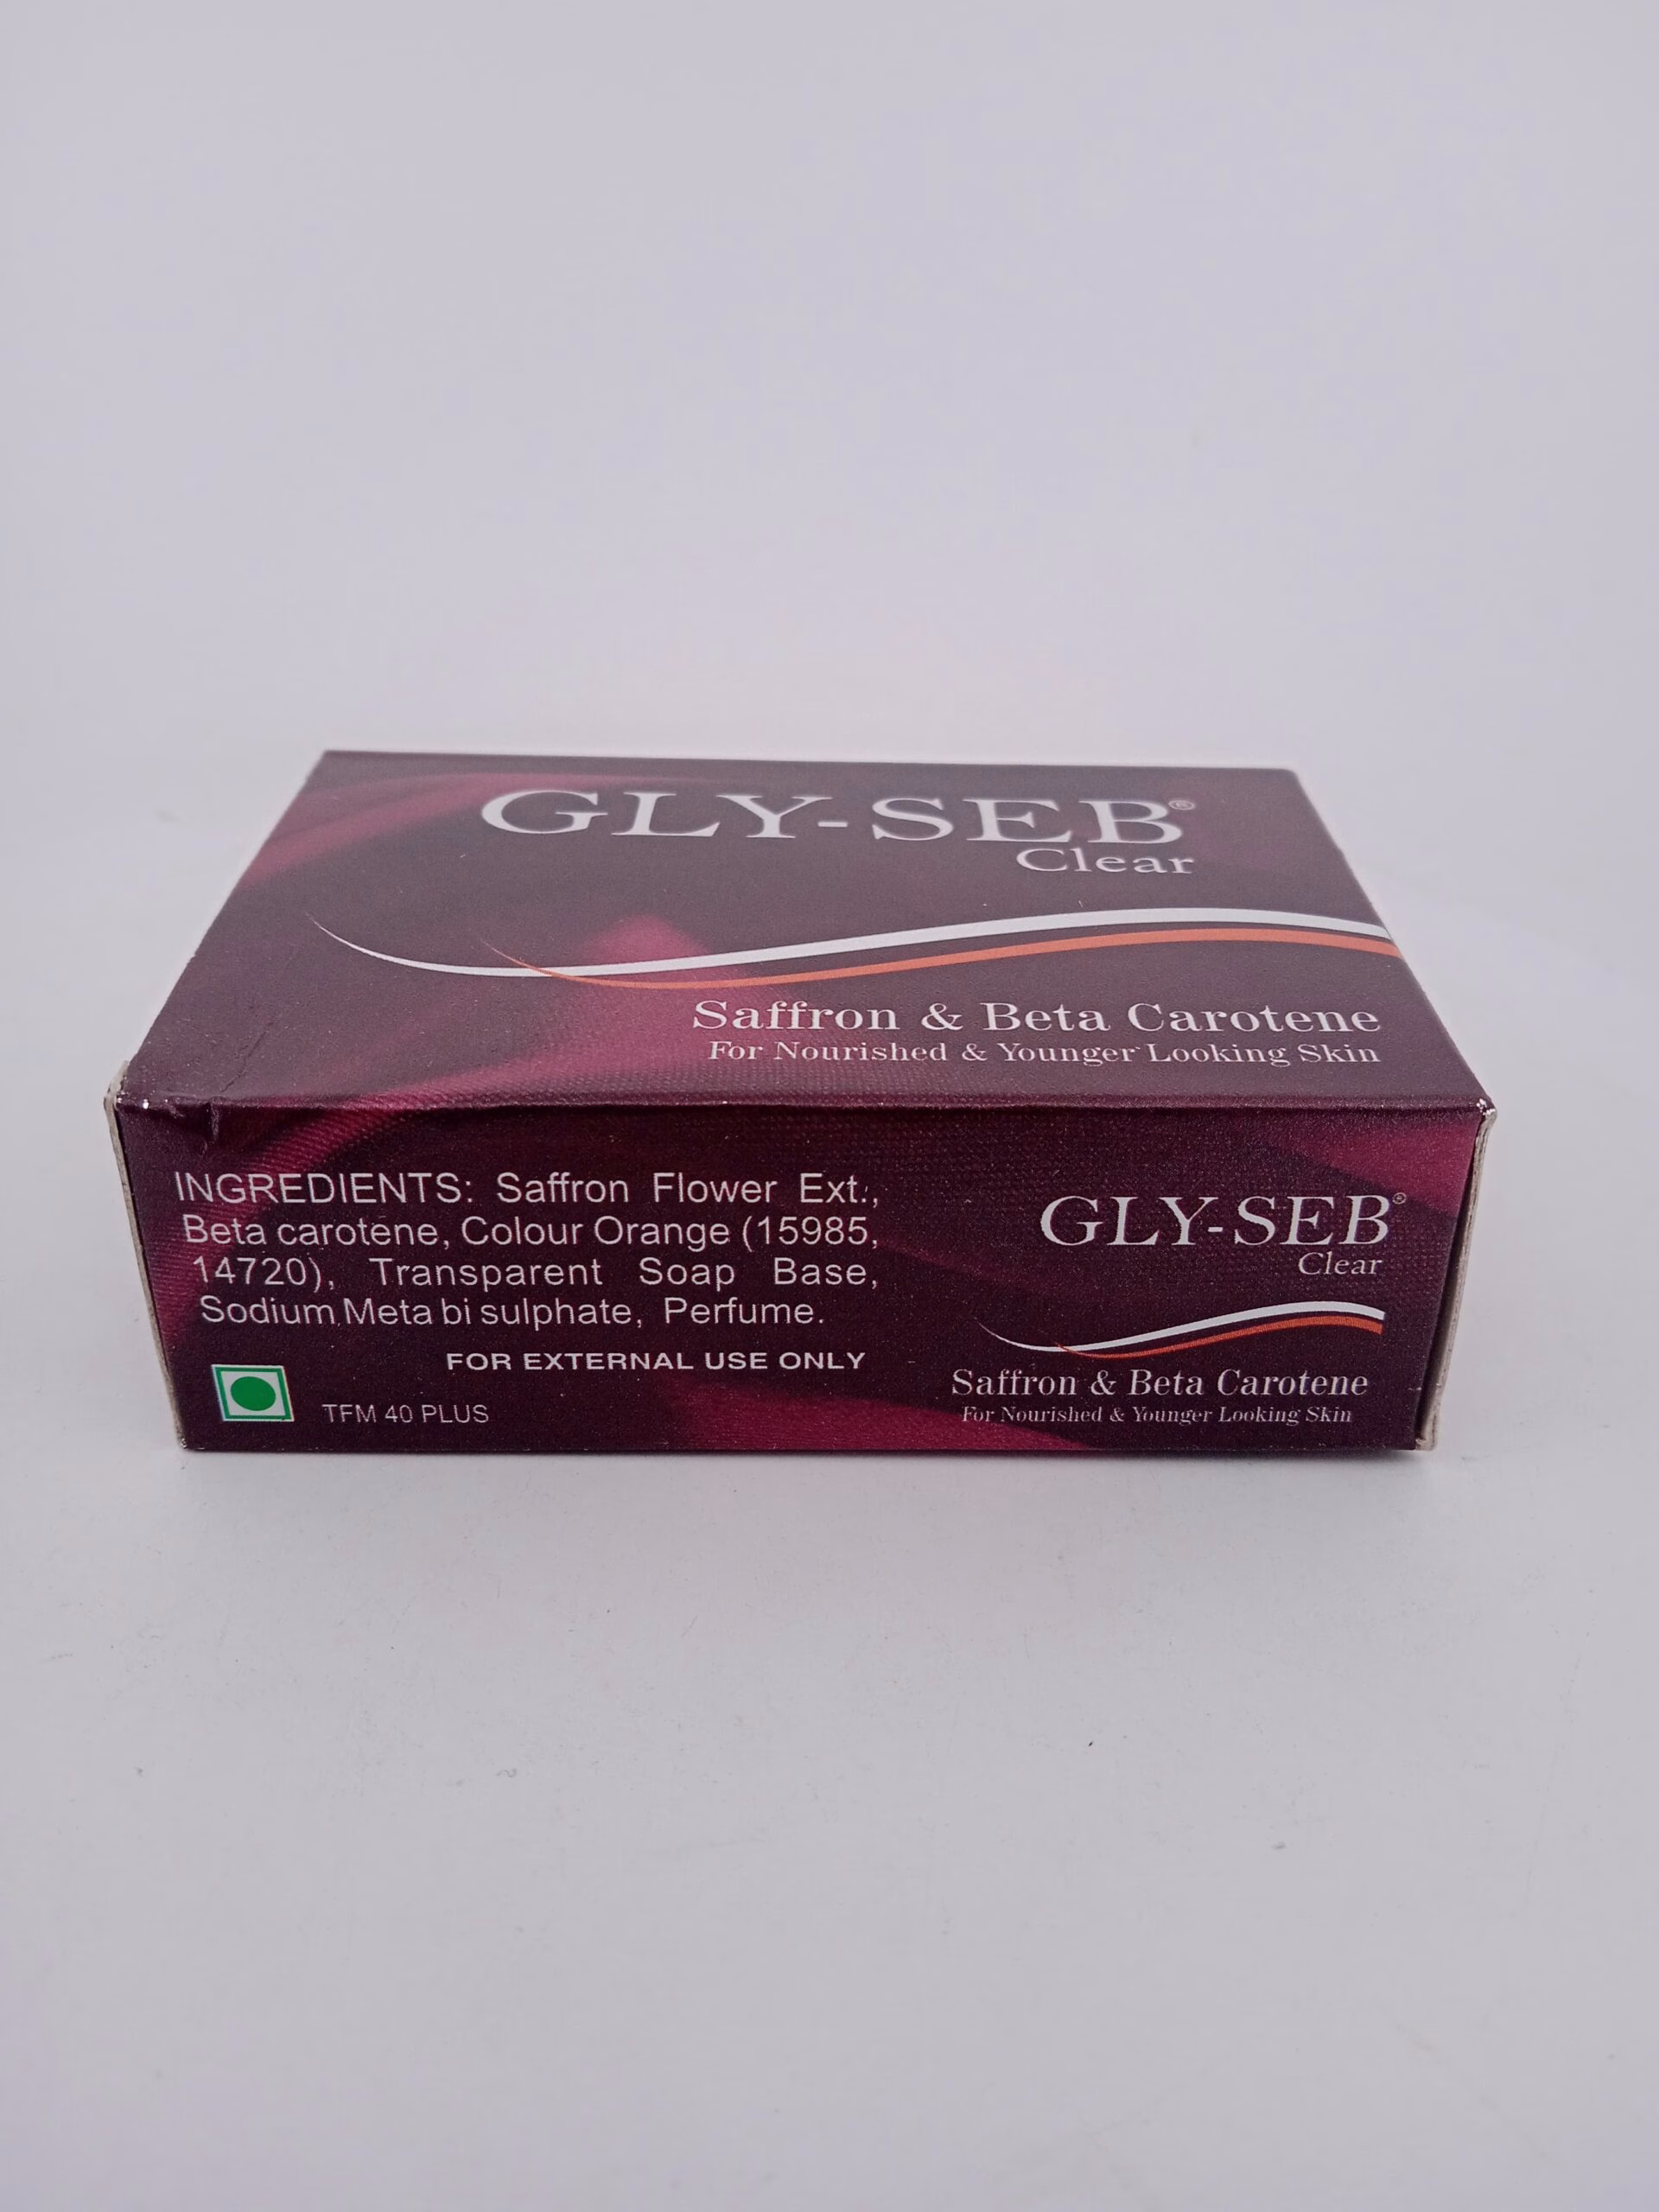 GLY-SEB®
Clear
Saffron & Beta Carotene
For Nourished & Younger Looking Skin
INGREDIENTS: Saffron Flower Ext.,
Beta carotene, Colour Orange (15985,
14720), Transparent Soap Base,
Sodium Meta bi sulphate, Perfume.
FOR EXTERNAL USE ONLY
TFM 40 PLUS
GLY-SEB®
Clear
Saffron & Beta Carotene
For Nourished & Younger Looking Skin